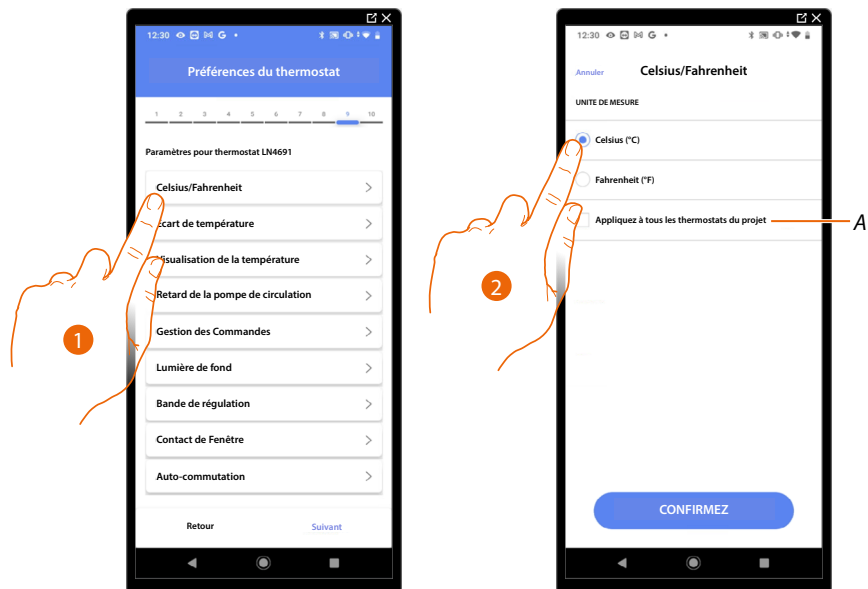 12:30 G
Préférences du thermostat
1 2 3 4 5 6 7 8 9 10
Paramètres pour thermostat LN4691
Celsius/Fahrenheit
Écart de température
Visualisation de la température
Retard de la pompe de circulation
Gestion des Commandes
Lumière de fond
Bande de régulation
Contact de Fenêtre
Auto-commutation
Retour Suivant
1
12:30 G
Annuler Celsius/Fahrenheit
UNITE DE MESURE
Celsius (°C)
Fahrenheit (°F)
Appliquez à tous les thermostats du projet
A
2
CONFIRMEZ